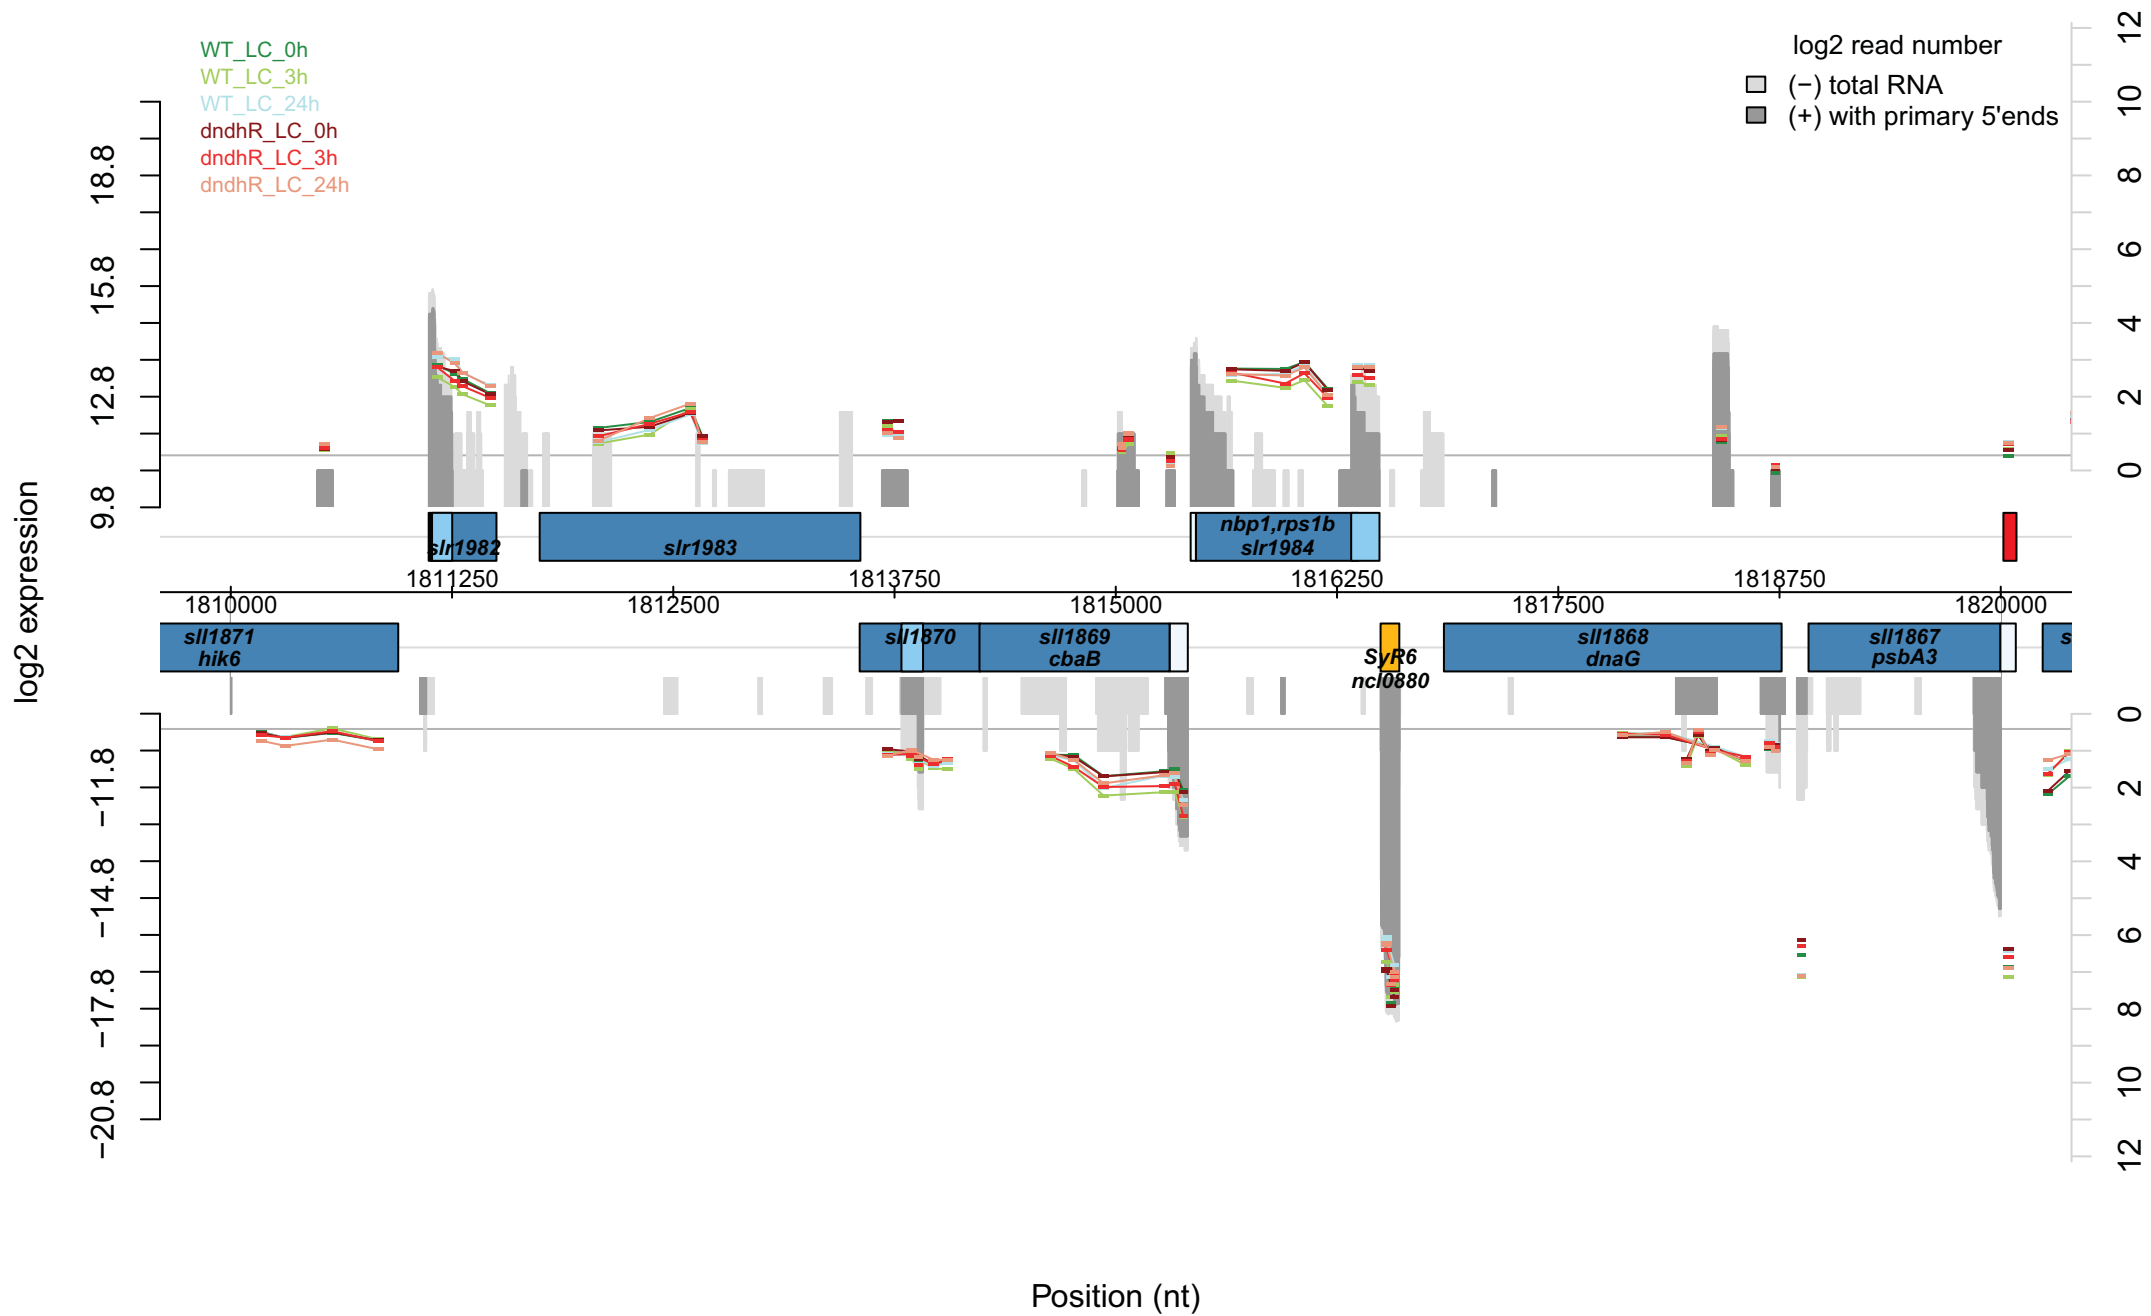 WT_LC_0h
WT_LC_3h
WT_LC_24h
dndhR_LC_0h
dndhR_LC_3h
dndhR_LC_24h
log2 read number
(−) total RNA
(+) with primary 5'ends
log2 expression
18.8
15.8
12.8
9.8
12
10
8
6
4
2
0
slr1982
slr1983
nbp1,rps1b
slr1984
1811250
1813750
1816250
1818750
1810000
1812500
1815000
1817500
1820000
sll1871
hik6
sll1870
sll1869
cbaB
SyR6
ncl0880
sll1868
dnaG
sll1867
psbA3
s
−11.8
−14.8
−17.8
−20.8
0
2
4
6
8
10
12
Position (nt)